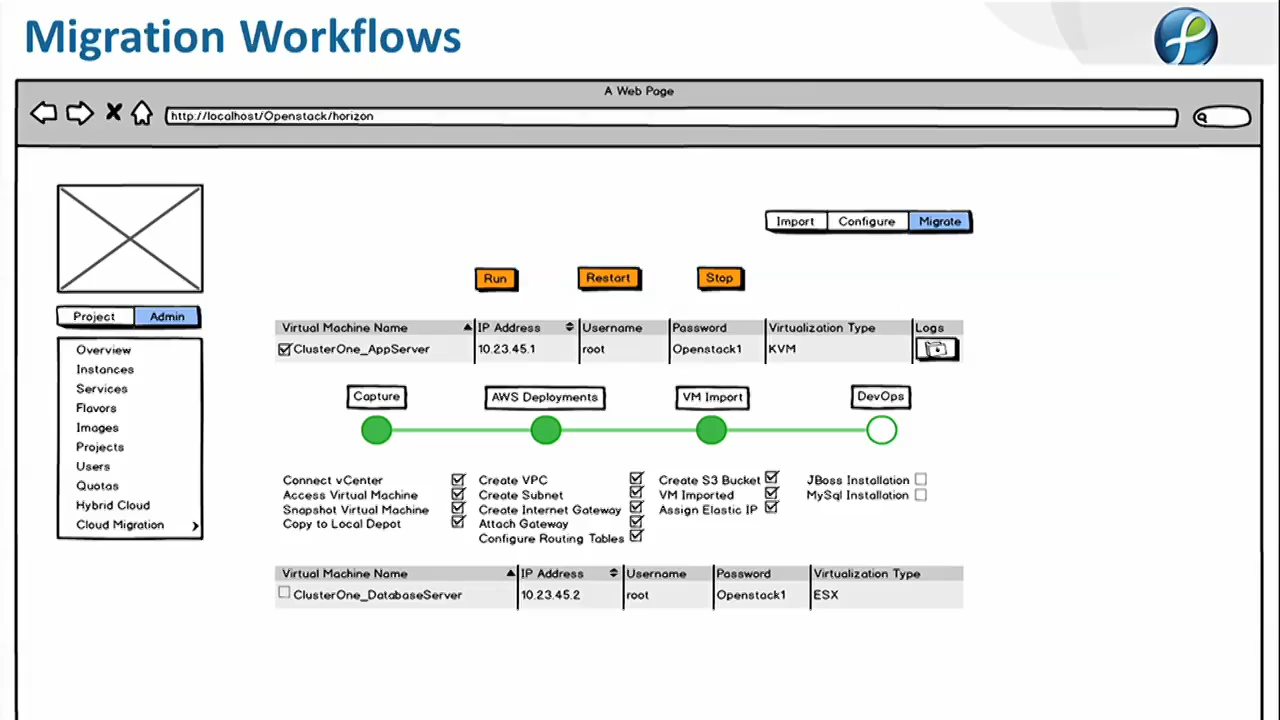 Migration Workflows
A Web Page
http://localhost/Openstack/horizon
Import Configure Migrate
Run Restart Stop
Project Admin
Overview
Instances
Services
Flavors
Images
Projects
Users
Quotas
Hybrid Cloud
Cloud Migration
Virtual Machine Name IP Address Username Password Virtualization Type Logs
ClusterOne_AppServer 10.23.45.1 root Openstack1 KVM
Capture AWS Deployments VM Import DevOps
Connect vCenter Create VPC Create S3 Bucket JBoss Installation
Access Virtual Machine Create Subnet VM Imported MySql Installation
Snapshot Virtual Machine Create Internet Gateway Assign Elastic IP
Copy to Local Depot Attach Gateway
Configure Routing Tables
Virtual Machine Name IP Address Username Password Virtualization Type
ClusterOne_DatabaseServer 10.23.45.2 root Openstack1 ESX